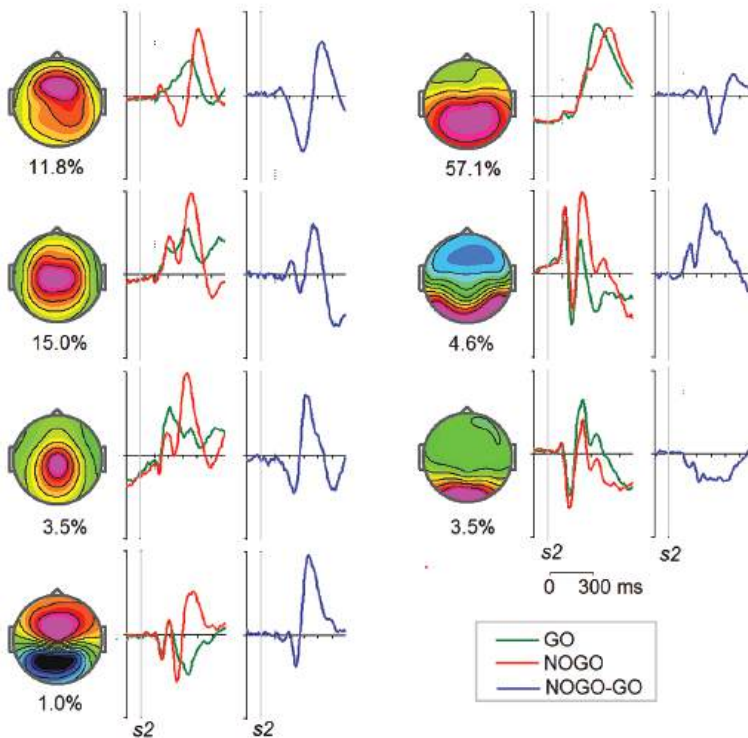 11.8%
57.1%
15.0%
4.6%
3.5%
3.5%
s2
s2
0 300 ms
1.0%
GO
NOGO
NOGO-GO
s2
s2